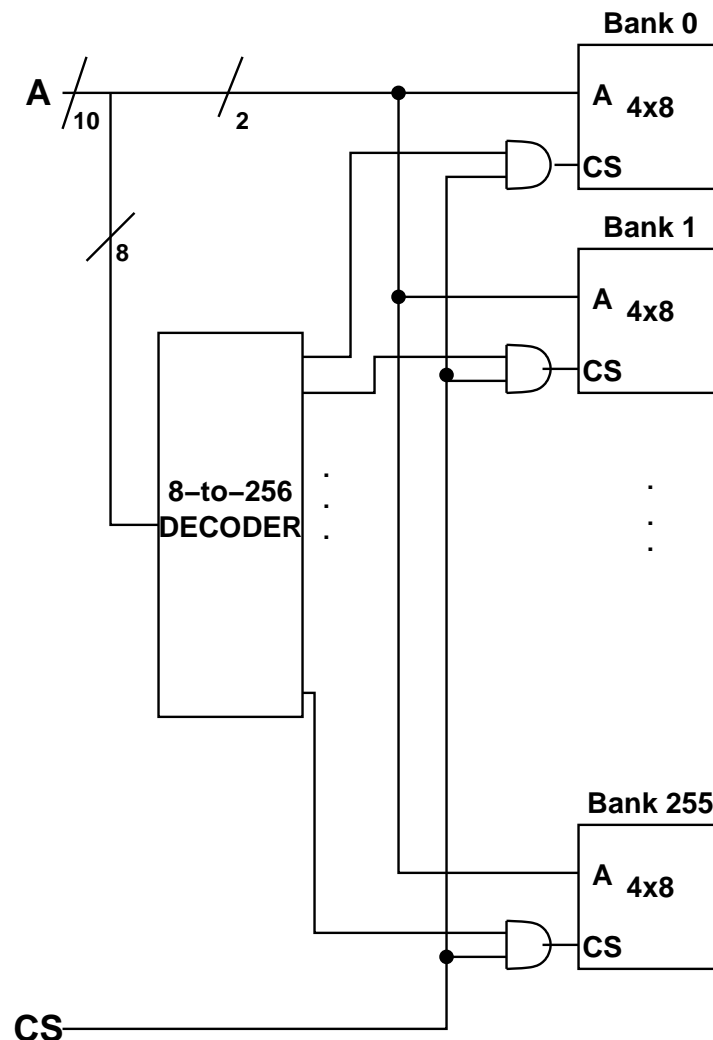 Bank 0
A
10
2
A
4x8
CS
Bank 1
8
A
4x8
CS
8–to–256
DECODER
.
.
.
.
.
.
Bank 255
A
4x8
CS
CS